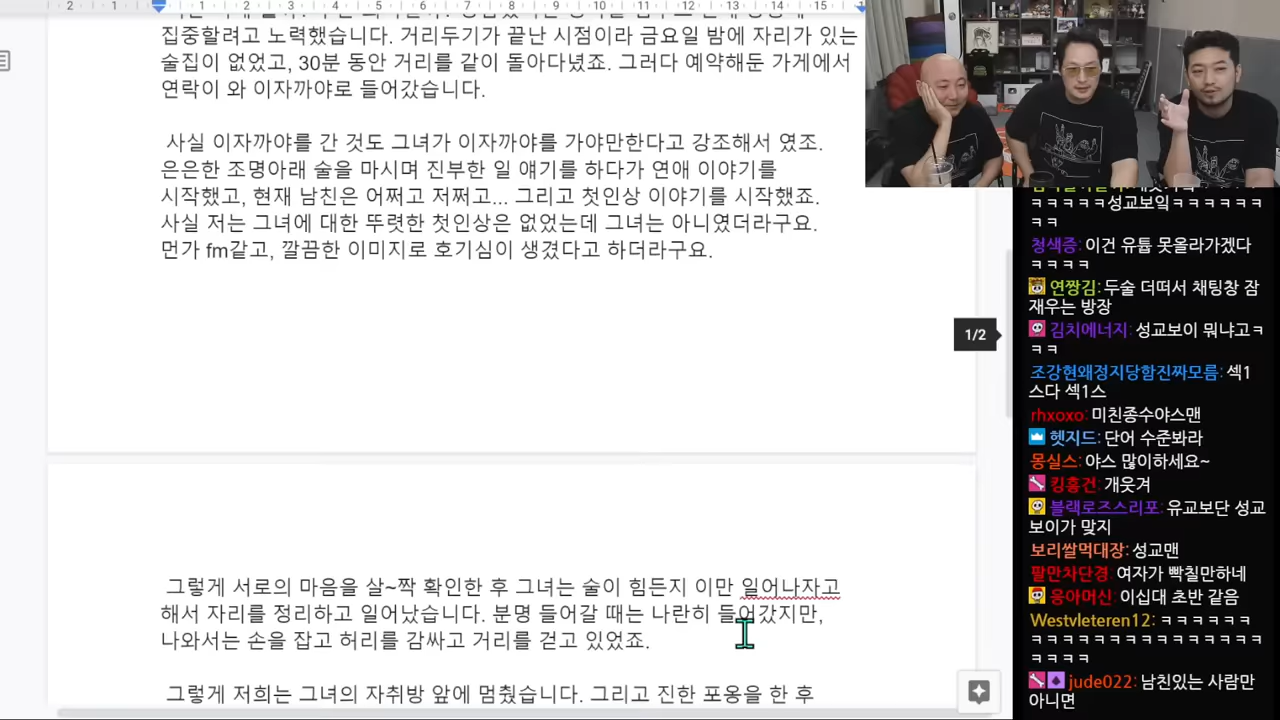 2 1 1 2 3 4 5 6 7 8 9 10 11 12 13 14 15
집중할려고 노력했습니다. 거리두기가 끝난 시점이라 금요일 밤에 자리가 있는
술집이 없었고, 30분 동안 거리를 같이 돌아다녔죠. 그러다 예약해둔 가게에서
연락이 와 이자까야로 들어갔습니다.
사실 이자까야를 간 것도 그녀가 이자까야를 가야만한다고 강조해서 였죠.
은은한 조명아래 술을 마시며 진부한 일 얘기를 하다가 연애 이야기를
시작했고, 현재 남친은 어쩌고 저쩌고... 그리고 첫인상 이야기를 시작했죠.
사실 저는 그녀에 대한 뚜렷한 첫인상은 없었는데 그녀는 아니였더라구요.
먼가 fm같고, 깔끔한 이미지로 호기심이 생겼다고 하더라구요.
1/2
그렇게 서로의 마음을 살~짝 확인한 후 그녀는 술이 힘든지 이만 일어나자고
해서 자리를 정리하고 일어났습니다. 분명 들어갈 때는 나란히 들어갔지만,
나와서는 손을 잡고 허리를 감싸고 거리를 걷고 있었죠.
그렇게 저희는 그녀의 자취방 앞에 멈췄습니다. 그리고 진한 포옹을 한 후
ㅋㅋㅋㅋㅋ성교보잌ㅋㅋㅋㅋㅋㅋㅋ
ㅋㅋ
청색증: 이건 유튭 못올라가겠다
ㅋㅋㅋㅋ
연짱김: 두술 더떠서 채팅창 잠
재우는 방장
김치에너지: 성교보이 뭐냐고ㅋ
ㅋㅋ
조강현왜정지당함진짜모름: 섹1
스다 섹1스
rhxoxo: 미친종수야스맨
헷지드: 단어 수준봐라
몽실스: 야스 많이하세요~
킹홍건: 개웃겨
블랙로즈스리포: 유교보단 성교
보이가 맞지
보리쌀먹대장: 성교맨
팔만차단경: 여자가 빡칠만하네
웅아머신: 이십대 초반 같음
Westvleteren12: ㅋㅋㅋㅋㅋㅋ
ㅋㅋㅋㅋㅋㅋㅋㅋㅋㅋㅋㅋㅋㅋㅋ
ㅋㅋㅋㅋ
jude022: 남친있는 사람만
아니면